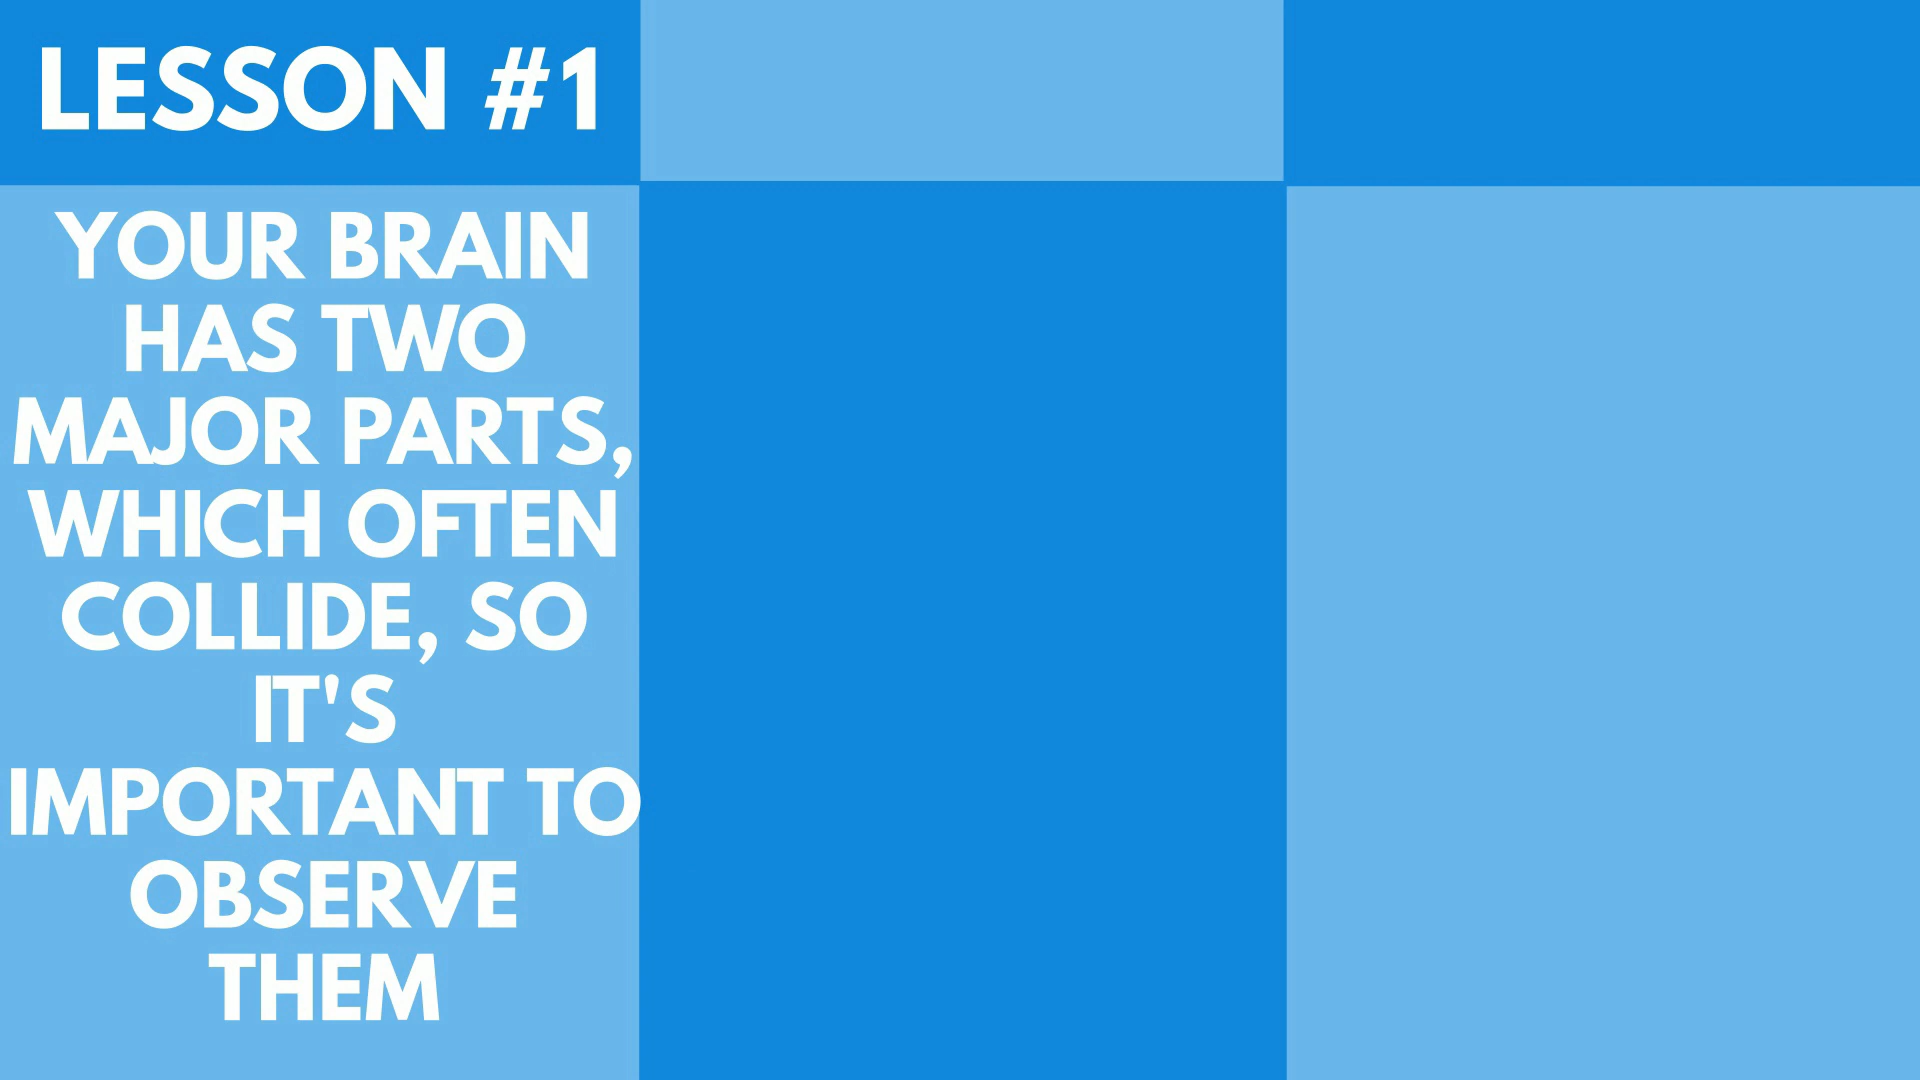 LESSON #1
YOUR BRAIN
HAS TWO
MAJOR PARTS,
WHICH OFTEN
COLLIDE, SO
IT'S
IMPORTANT TO
OBSERVE
THEM